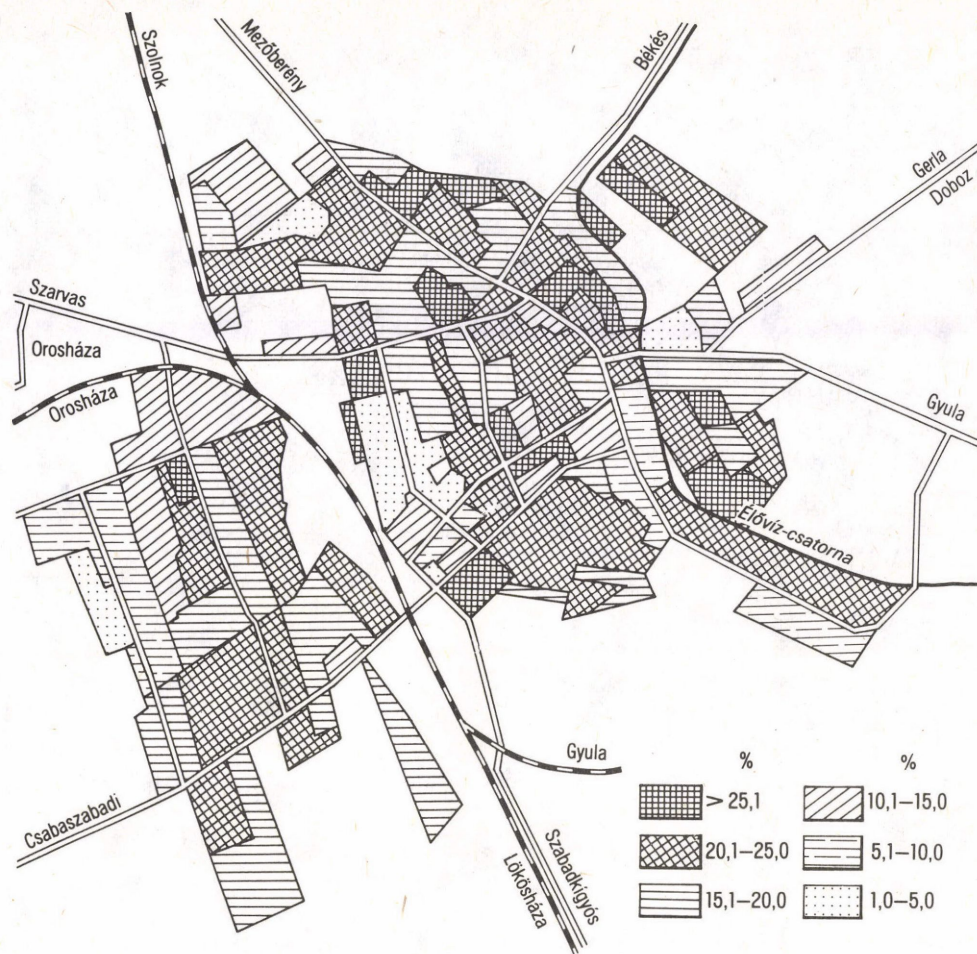 Szolnok
Mezőberény
Békés
Gerla
Doboz
Szarvas
Orosháza
Orosháza
Gyula
Élővíz-csatorna
Gyula
Csabaszabadi
Lökösháza
Szabadkígyós
% %
> 25,1 10,1–15,0
20,1–25,0 5,1–10,0
15,1–20,0 1,0–5,0